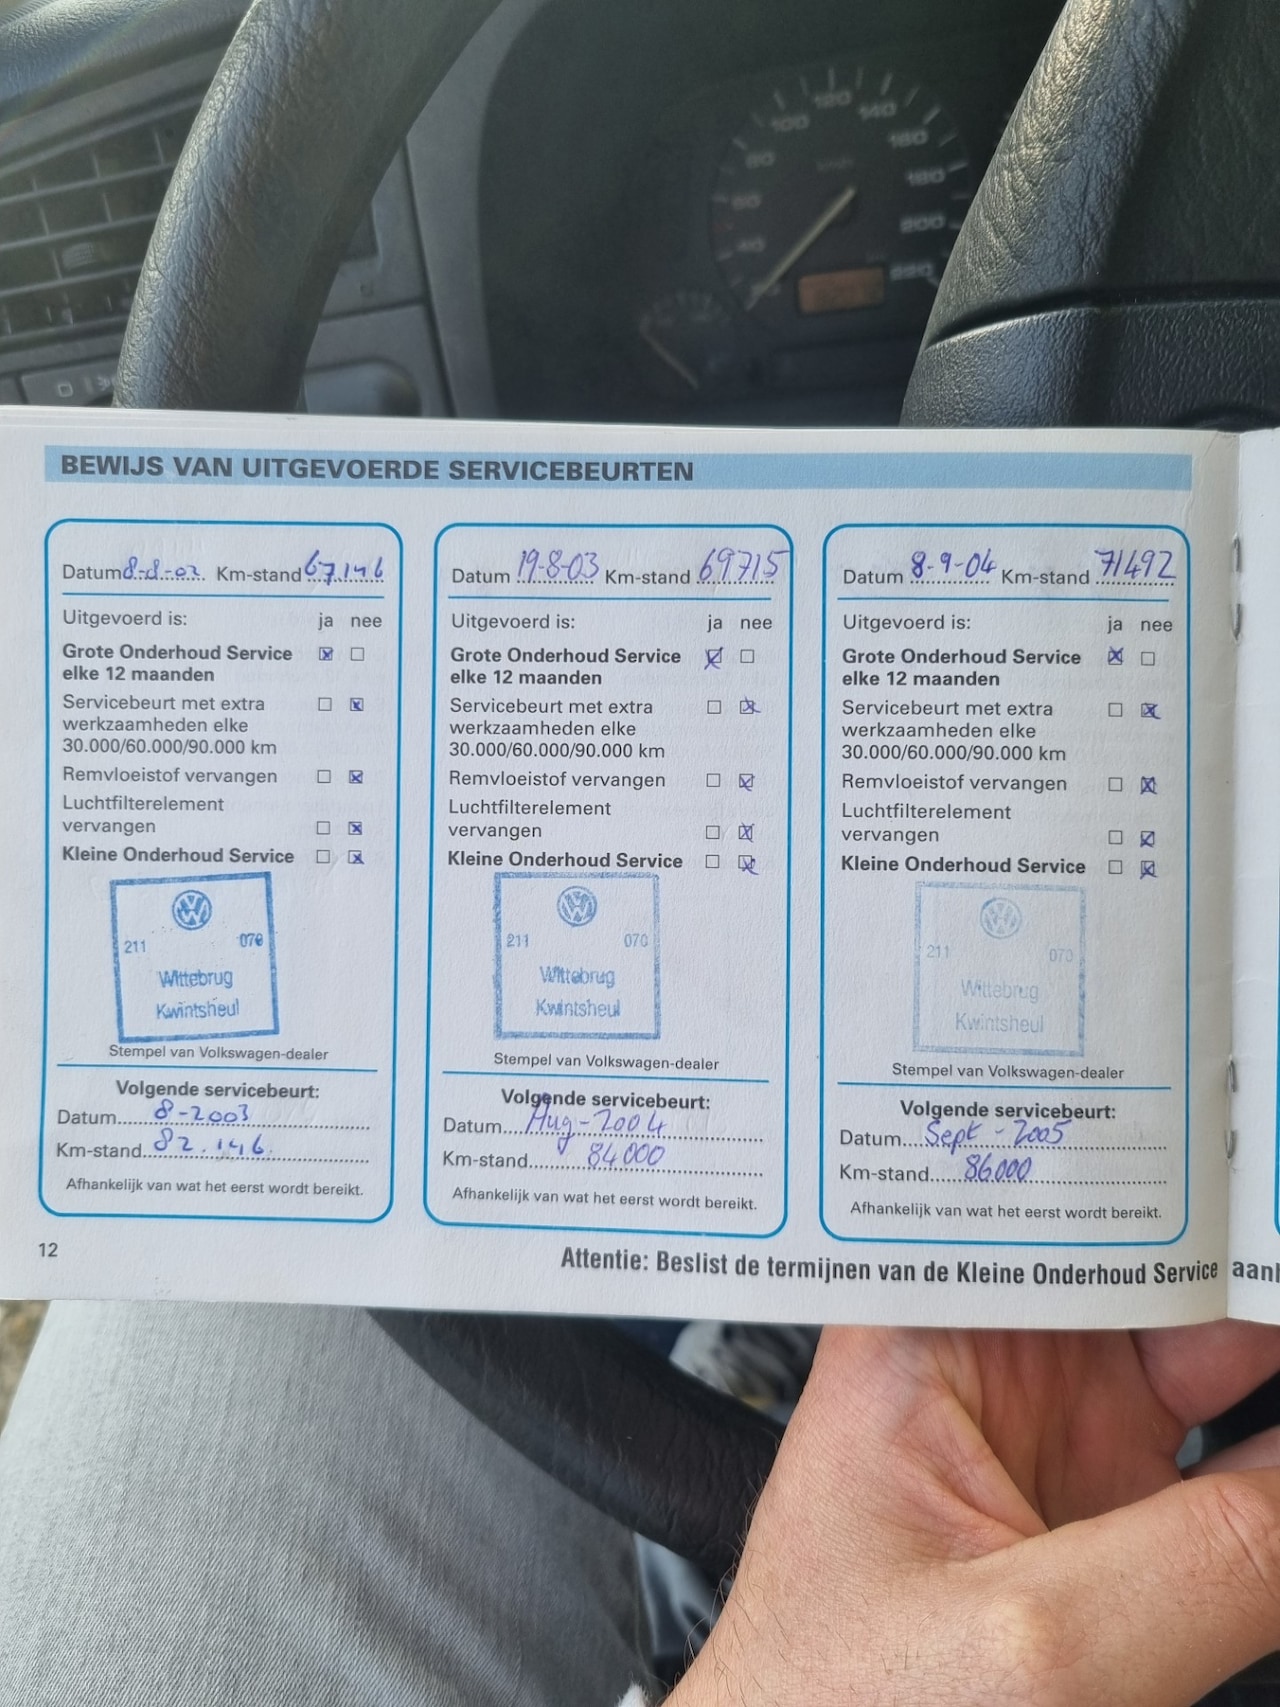 60
80
100
120
140
160
180
200
220
BEWIJS VAN UITGEVOERDE SERVICEBEURTEN
Datum 8-8-02 Km-stand 67.146
Uitgevoerd is: ja nee
Grote Onderhoud Service
elke 12 maanden
Servicebeurt met extra
werkzaamheden elke
30.000/60.000/90.000 km
Remvloeistof vervangen
Luchtfilterelement
vervangen
Kleine Onderhoud Service
211 070
Wittebrug
Kwintsheul
Stempel van Volkswagen-dealer
Volgende servicebeurt:
Datum 8-2003
Km-stand 82.146
Afhankelijk van wat het eerst wordt bereikt.
Datum 19-8-03 Km-stand 69715
Uitgevoerd is: ja nee
Grote Onderhoud Service
elke 12 maanden
Servicebeurt met extra
werkzaamheden elke
30.000/60.000/90.000 km
Remvloeistof vervangen
Luchtfilterelement
vervangen
Kleine Onderhoud Service
211 070
Wittebrug
Kwintsheul
Stempel van Volkswagen-dealer
Volgende servicebeurt:
Datum Aug-2004
Km-stand 84000
Afhankelijk van wat het eerst wordt bereikt.
Datum 8-9-04 Km-stand 71492
Uitgevoerd is: ja nee
Grote Onderhoud Service
elke 12 maanden
Servicebeurt met extra
werkzaamheden elke
30.000/60.000/90.000 km
Remvloeistof vervangen
Luchtfilterelement
vervangen
Kleine Onderhoud Service
211 070
Wittebrug
Kwintsheul
Stempel van Volkswagen-dealer
Volgende servicebeurt:
Datum Sept - 2005
Km-stand 86000
Afhankelijk van wat het eerst wordt bereikt.
12
Attentie: Beslist de termijnen van de Kleine Onderhoud Service